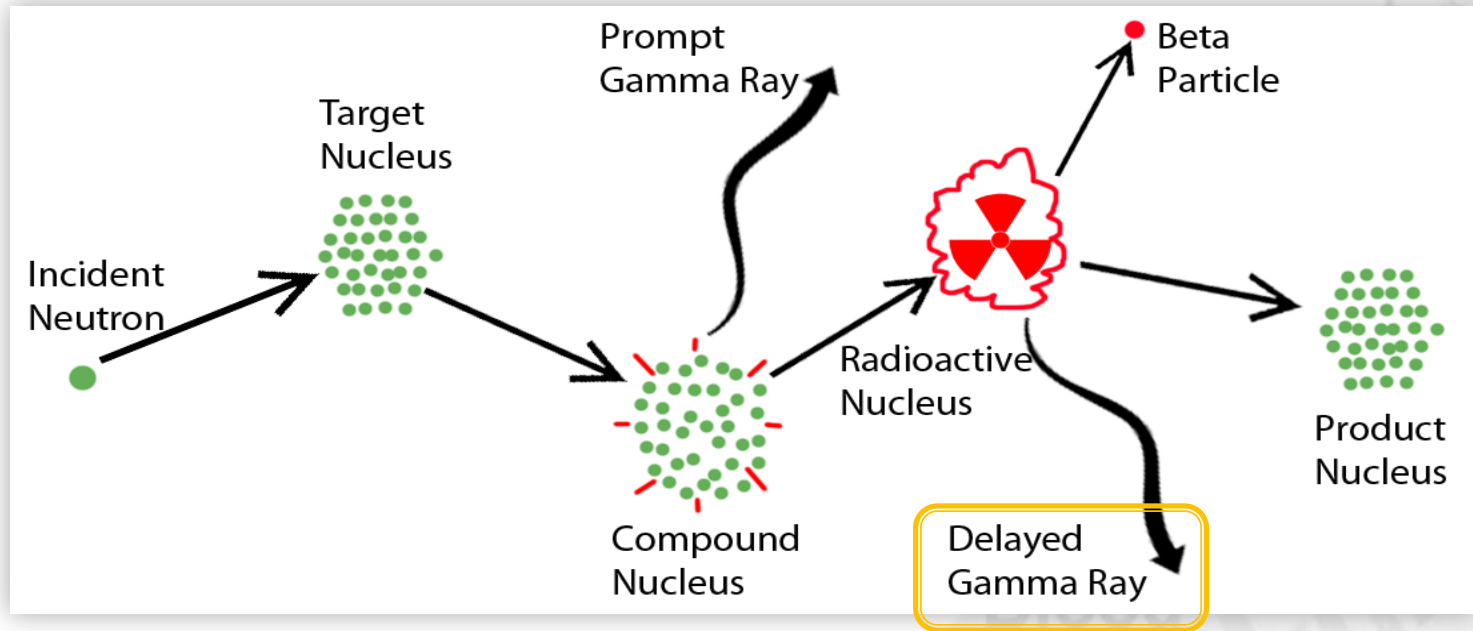 Prompt
Gamma Ray
Beta
Particle
Target
Nucleus
Incident
Neutron
Radioactive
Nucleus
Product
Nucleus
Compound
Nucleus
Delayed
Gamma Ray